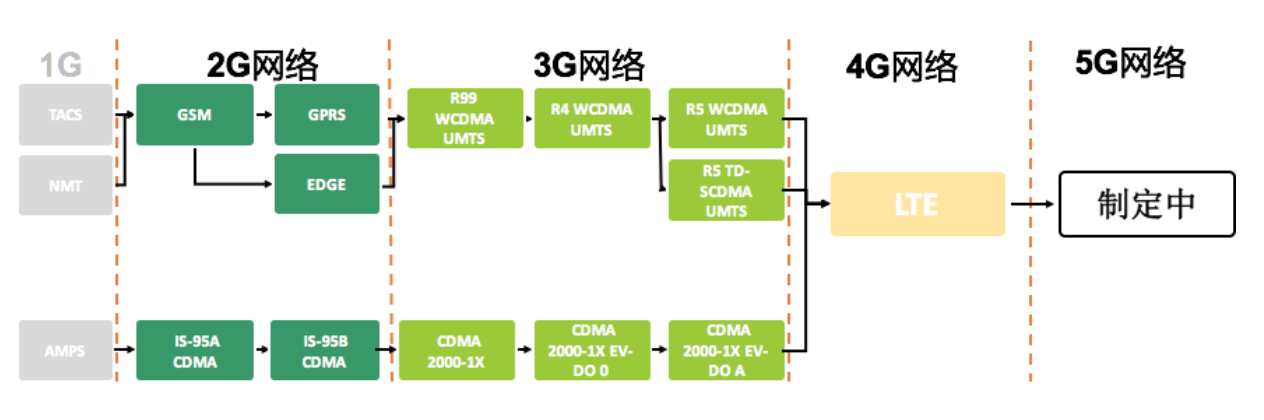 1G
2G网络
3G网络
4G网络
5G网络
TACS
GSM
GPRS
R99
WCDMA
UMTS
R4 WCDMA
UMTS
R5 WCDMA
UMTS
NMT
EDGE
R5 TD-
SCDMA
UMTS
LTE
制定中
AMPS
IS-95A
CDMA
IS-95B
CDMA
CDMA
2000-1X
CDMA
2000-1X EV-
DO 0
CDMA
2000-1X EV-
DO A